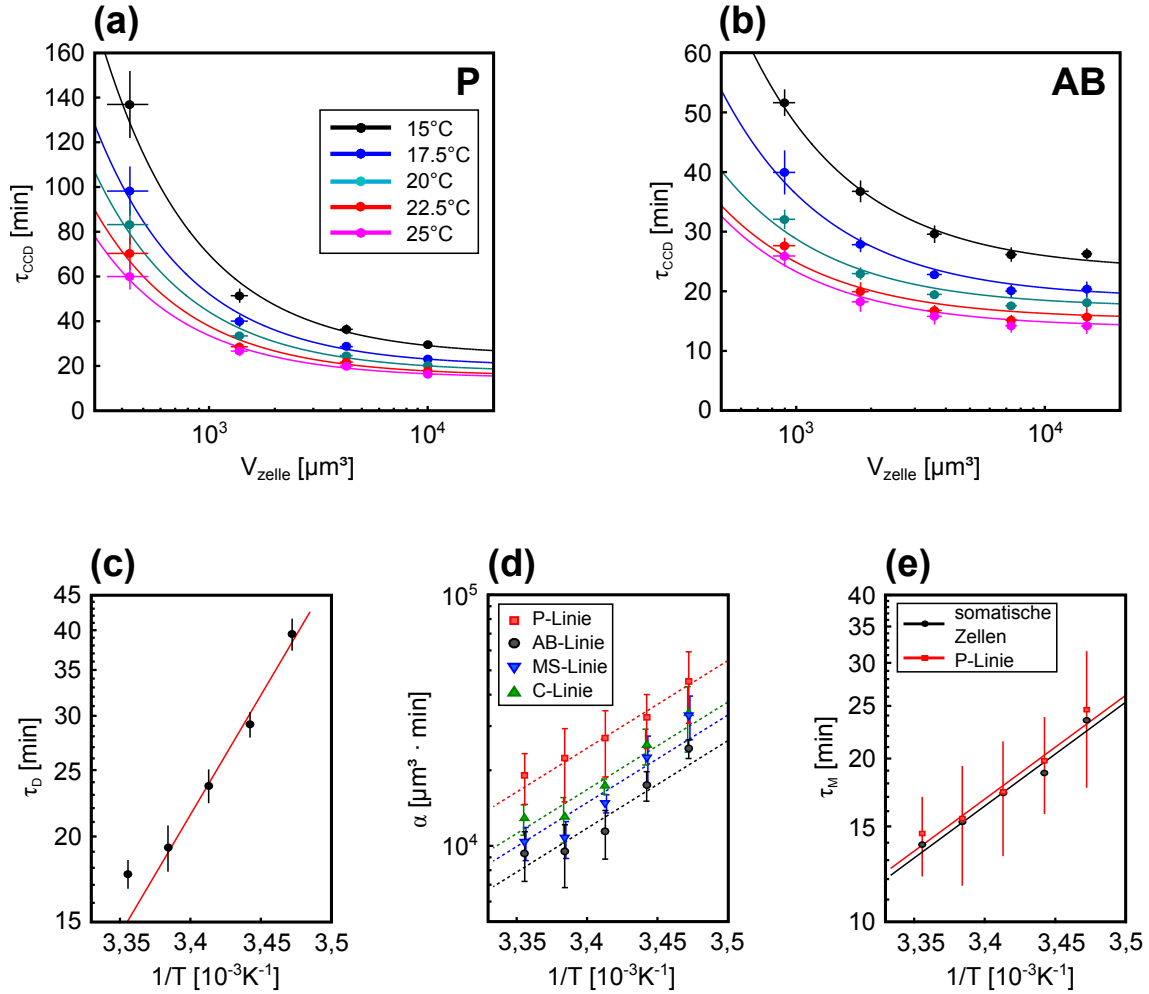 (a)
P
160
140
120
100
80
60
40
20
0
τCCD [min]
15°C
17.5°C
20°C
22.5°C
25°C
10³
10⁴
Vzelle [µm³]
(b)
AB
60
50
40
30
20
10
0
τCCD [min]
10³
10⁴
Vzelle [µm³]
(c)
45
40
35
30
25
20
15
τD [min]
3,35
3,4
3,45
3,5
1/T [10⁻³K⁻¹]
(d)
10⁵
10⁴
α [µm³ · min]
P-Linie
AB-Linie
MS-Linie
C-Linie
3,35
3,4
3,45
3,5
1/T [10⁻³K⁻¹]
(e)
40
30
20
15
10
τM [min]
somatische
Zellen
P-Linie
3,35
3,4
3,45
3,5
1/T [10⁻³K⁻¹]